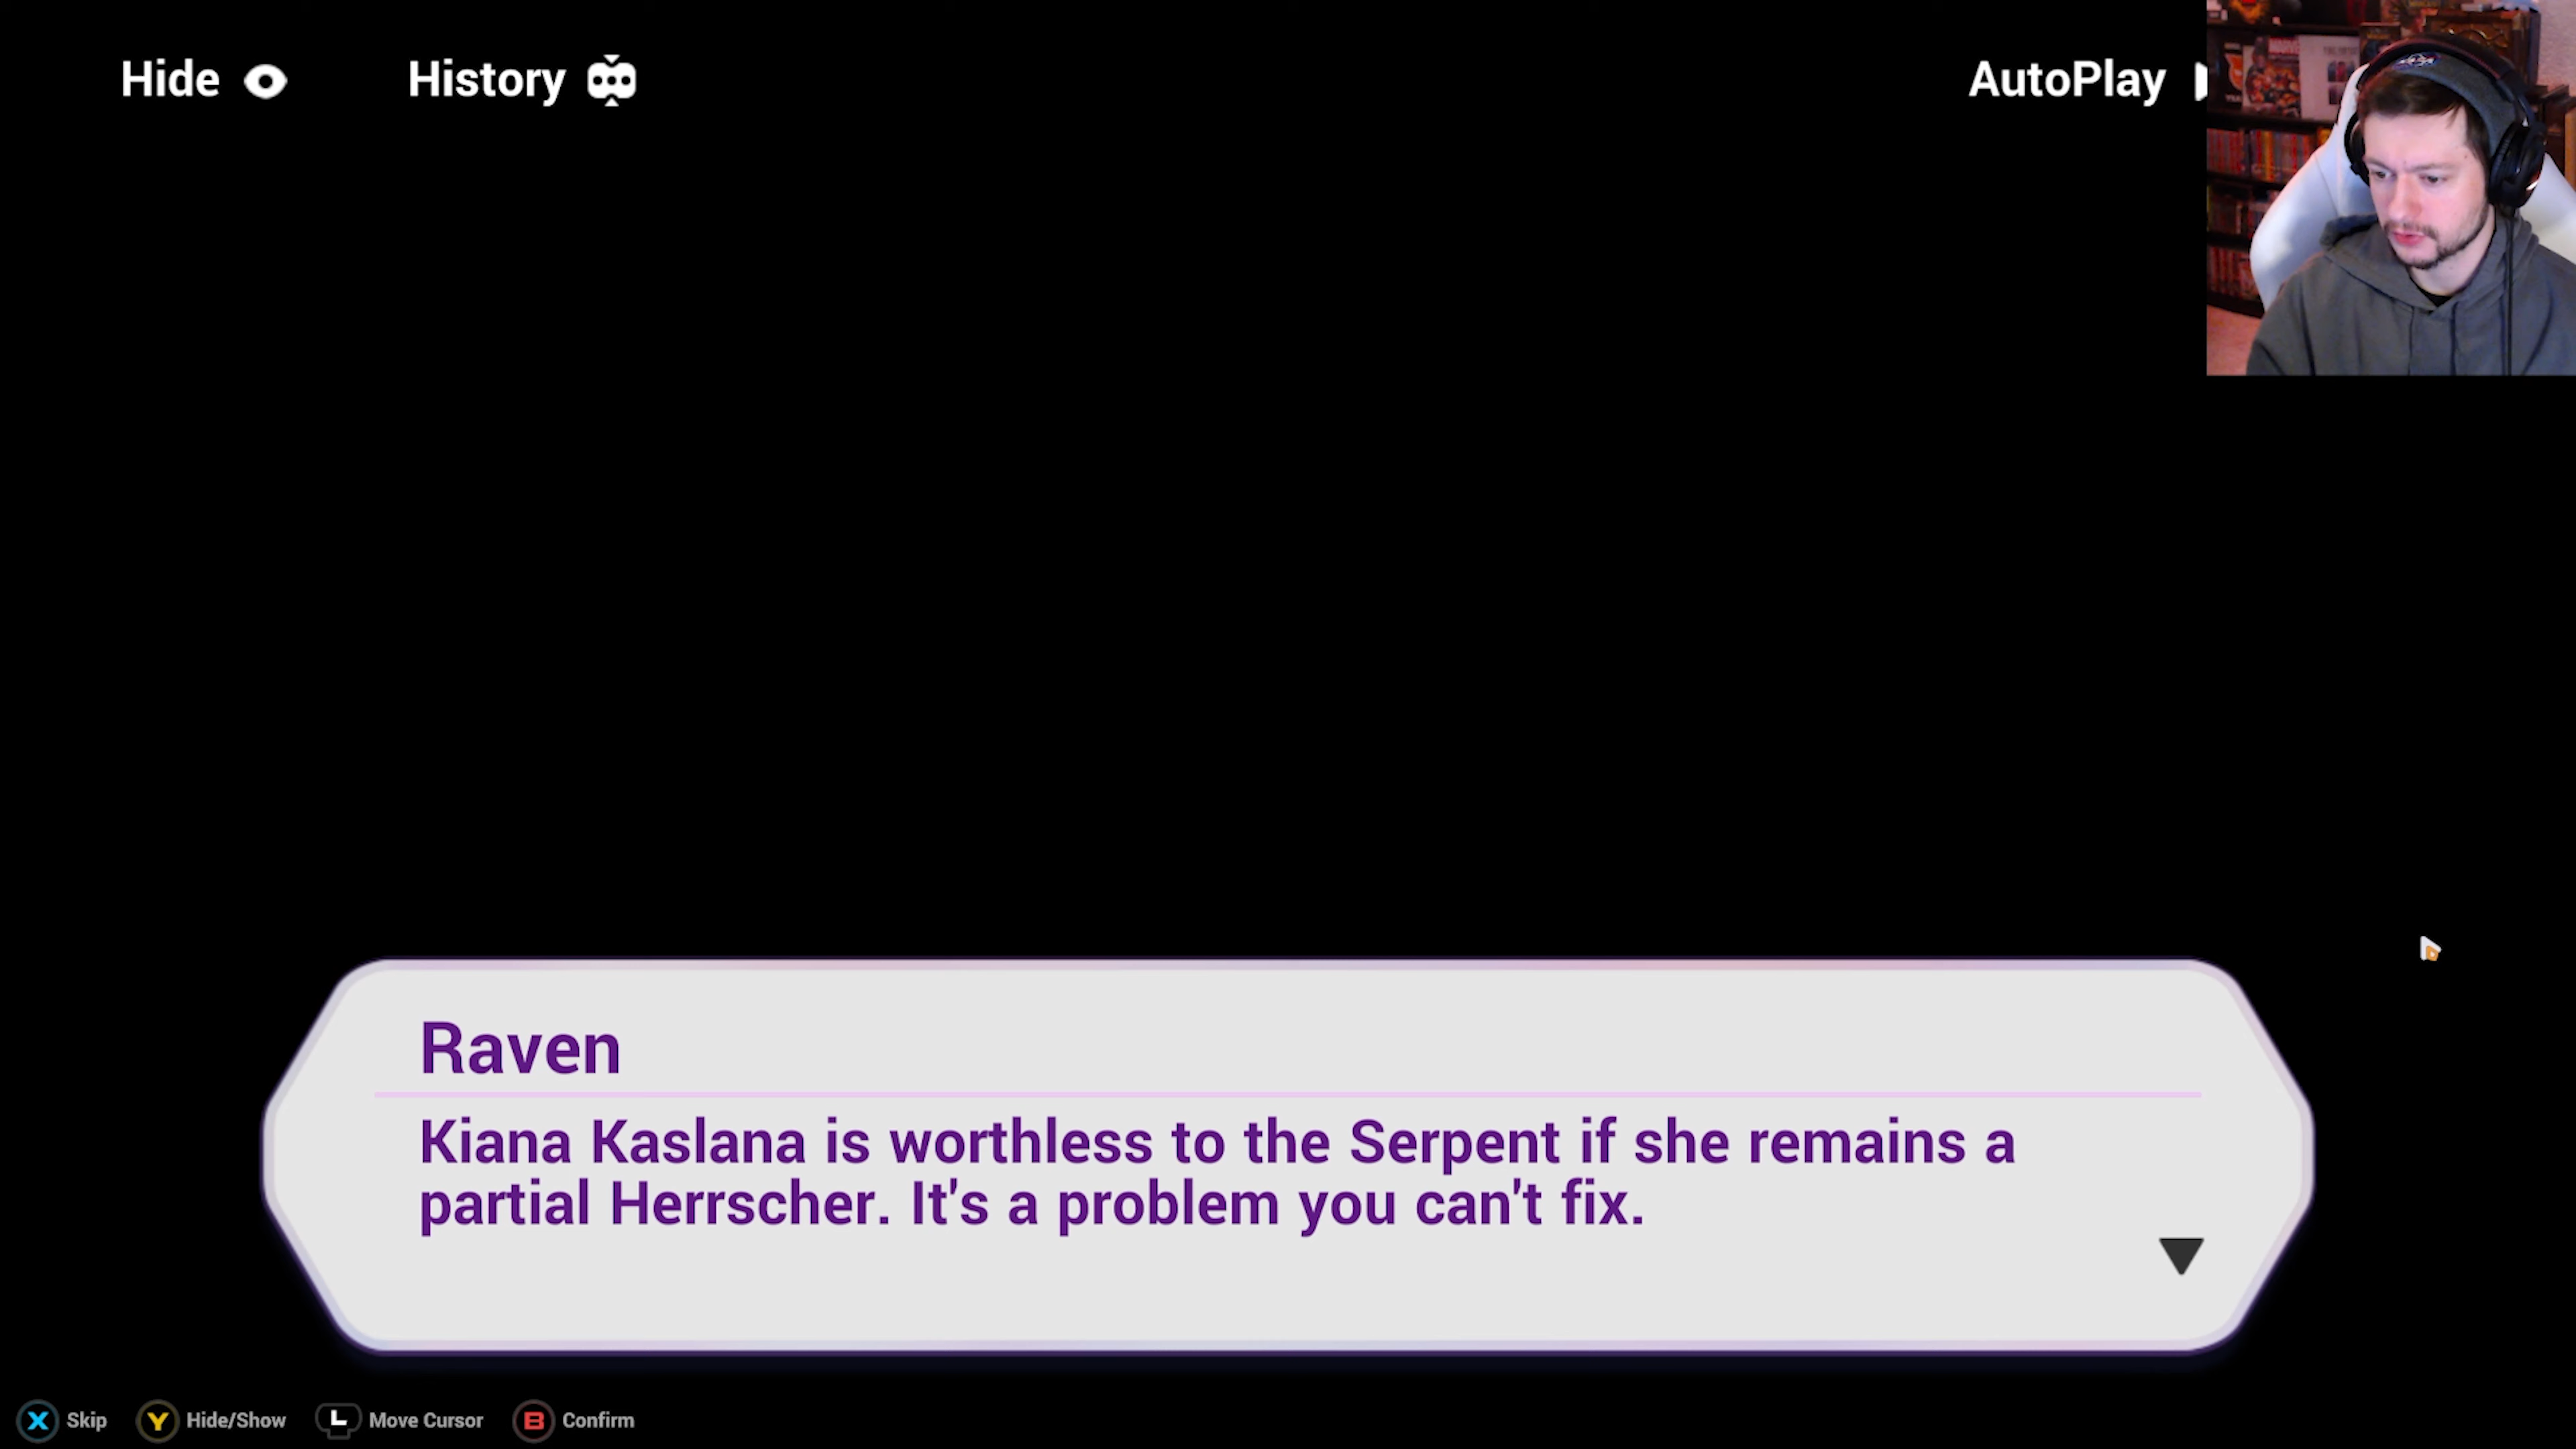 Hide
History
AutoPlay
Raven
Kiana Kaslana is worthless to the Serpent if she remains a
partial Herrscher. It's a problem you can't fix.
X Skip Y Hide/Show L Move Cursor B Confirm